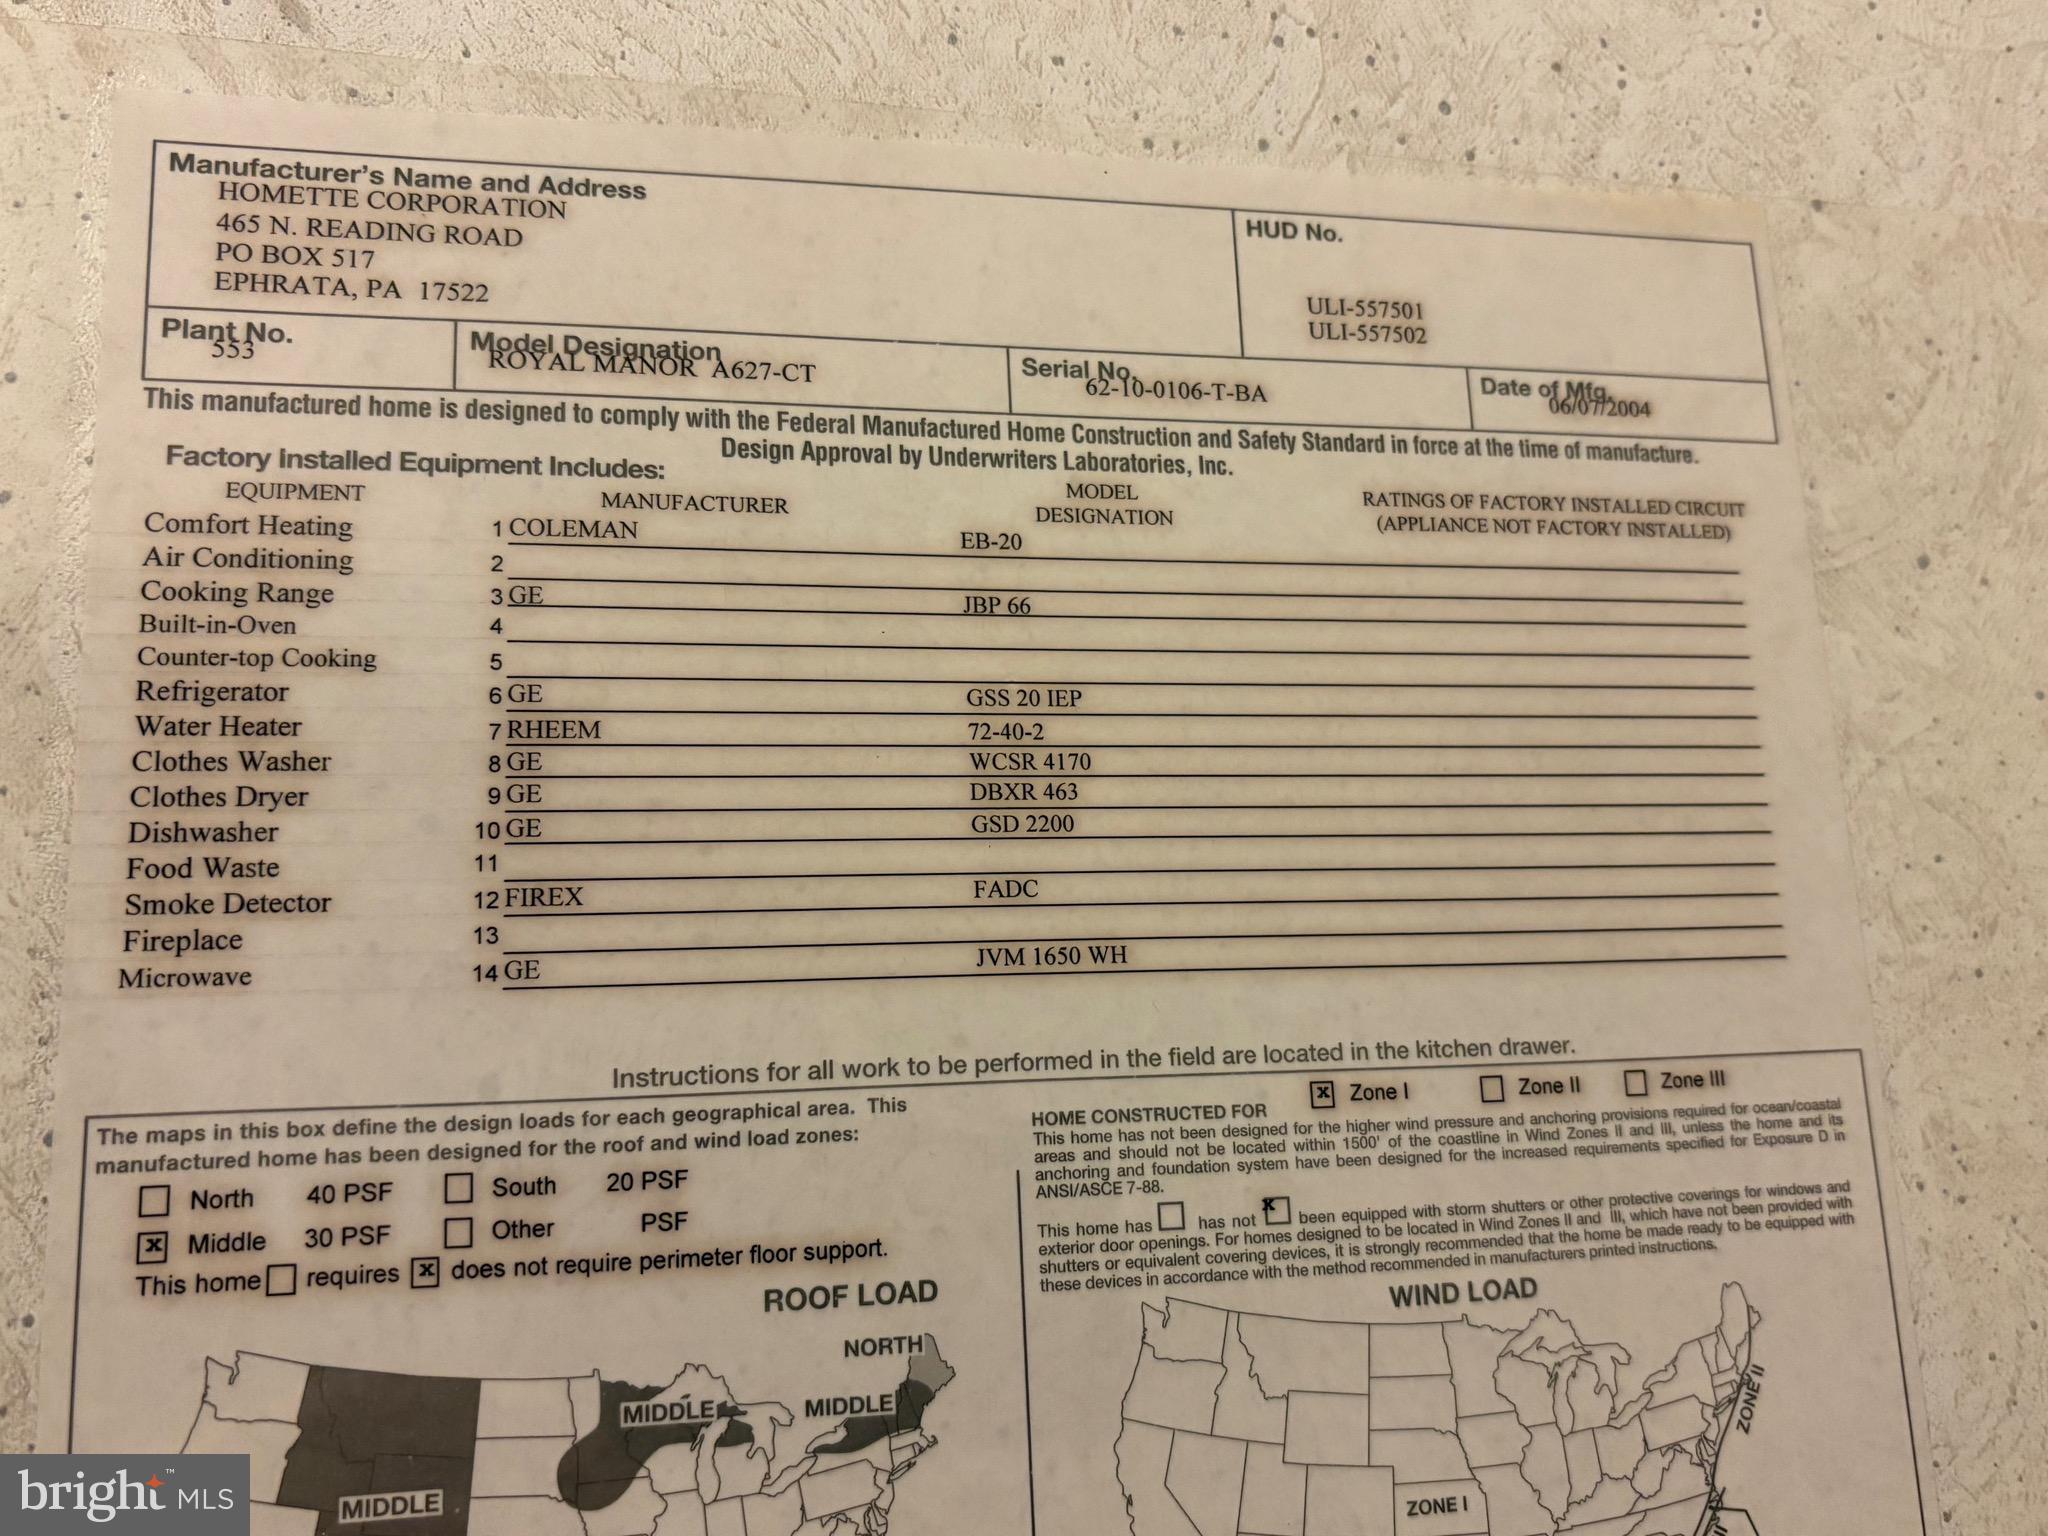 Manufacturer's Name and Address
HOMETTE CORPORATION
465 N. READING ROAD
PO BOX 517
EPHRATA, PA 17522
HUD No.
ULI-557501
ULI-557502
Plant No.
553
Model Designation
ROYAL MANOR A627-CT
Serial No.
62-10-0106-T-BA
Date of Mfg.
06/07/2004
This manufactured home is designed to comply with the Federal Manufactured Home Construction and Safety Standard in force at the time of manufacture.
Design Approval by Underwriters Laboratories, Inc.
Factory Installed Equipment Includes:
EQUIPMENT MANUFACTURER MODEL DESIGNATION RATINGS OF FACTORY INSTALLED CIRCUIT
(APPLIANCE NOT FACTORY INSTALLED)
Comfort Heating 1 COLEMAN EB-20
Air Conditioning 2
Cooking Range 3 GE JBP 66
Built-in-Oven 4
Counter-top Cooking 5
Refrigerator 6 GE GSS 20 IEP
Water Heater 7 RHEEM 72-40-2
Clothes Washer 8 GE WCSR 4170
Clothes Dryer 9 GE DBXR 463
Dishwasher 10 GE GSD 2200
Food Waste 11
Smoke Detector 12 FIREX FADC
Fireplace 13
Microwave 14 GE JVM 1650 WH
Instructions for all work to be performed in the field are located in the kitchen drawer.
The maps in this box define the design loads for each geographical area. This
manufactured home has been designed for the roof and wind load zones:
North 40 PSF South 20 PSF
x Middle 30 PSF Other PSF
This home requires x does not require perimeter floor support.
ROOF LOAD
NORTH
MIDDLE
MIDDLE
MIDDLE
HOME CONSTRUCTED FOR x Zone I Zone II Zone III
This home has not been designed for the higher wind pressure and anchoring provisions required for ocean/coastal
areas and should not be located within 1500' of the coastline in Wind Zones II and III, unless the home and its
anchoring and foundation system have been designed for the increased requirements specified for Exposure D in
ANSI/ASCE 7-88.
This home has has not x been equipped with storm shutters or other protective coverings for windows and
exterior door openings. For homes designed to be located in Wind Zones II and III, which have not been provided with
shutters or equivalent covering devices, it is strongly recommended that the home be made ready to be equipped with
these devices in accordance with the method recommended in manufacturers printed instructions.
WIND LOAD
ZONE II
ZONE I
II
bright™ MLS